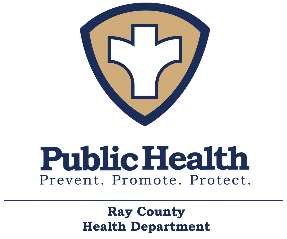 Public Health
Prevent. Promote. Protect.
Ray County
Health Department